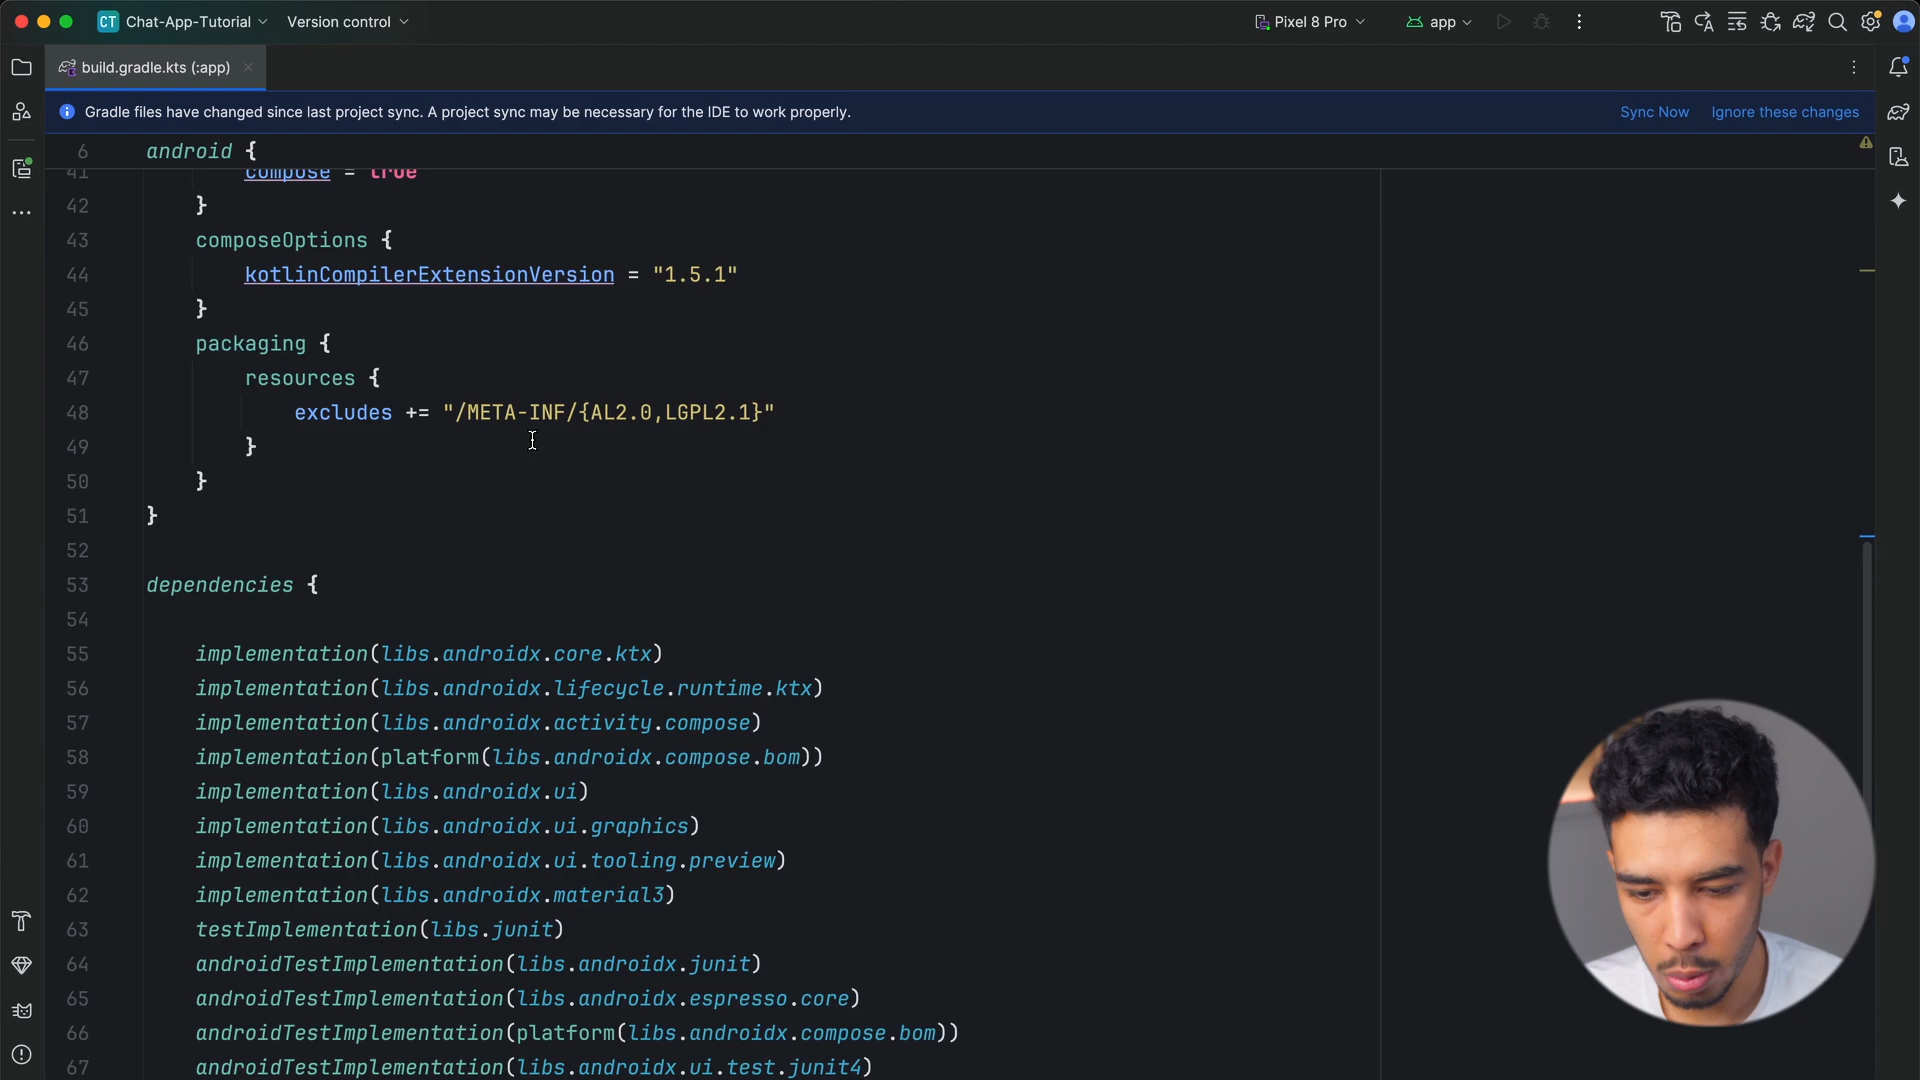 CT Chat-App-Tutorial Version control Pixel 8 Pro app
build.gradle.kts (:app)
Gradle files have changed since last project sync. A project sync may be necessary for the IDE to work properly. Sync Now Ignore these changes
6 android {
41 compose = true
42 }
43 composeOptions {
44 kotlinCompilerExtensionVersion = "1.5.1"
45 }
46 packaging {
47 resources {
48 excludes += "/META-INF/{AL2.0,LGPL2.1}"
49 }
50 }
51 }
52
53 dependencies {
54
55 implementation(libs.androidx.core.ktx)
56 implementation(libs.androidx.lifecycle.runtime.ktx)
57 implementation(libs.androidx.activity.compose)
58 implementation(platform(libs.androidx.compose.bom))
59 implementation(libs.androidx.ui)
60 implementation(libs.androidx.ui.graphics)
61 implementation(libs.androidx.ui.tooling.preview)
62 implementation(libs.androidx.material3)
63 testImplementation(libs.junit)
64 androidTestImplementation(libs.androidx.junit)
65 androidTestImplementation(libs.androidx.espresso.core)
66 androidTestImplementation(platform(libs.androidx.compose.bom))
67 androidTestImplementation(libs.androidx.ui.test.junit4)